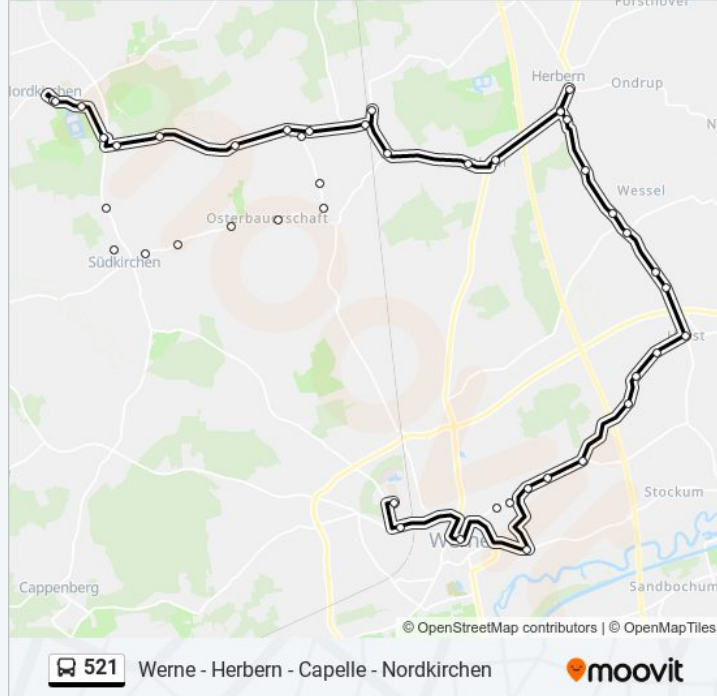 Forsthövel
Nordkirchen
Herbern
Ondrup
N
Wessel
Osterbauerschaft
Südkirchen
Horst
Stockum
Werne
Sandbochum
Cappenberg
© OpenStreetMap contributors | © OpenMapTiles
521 Werne - Herbern - Capelle - Nordkirchen moovit